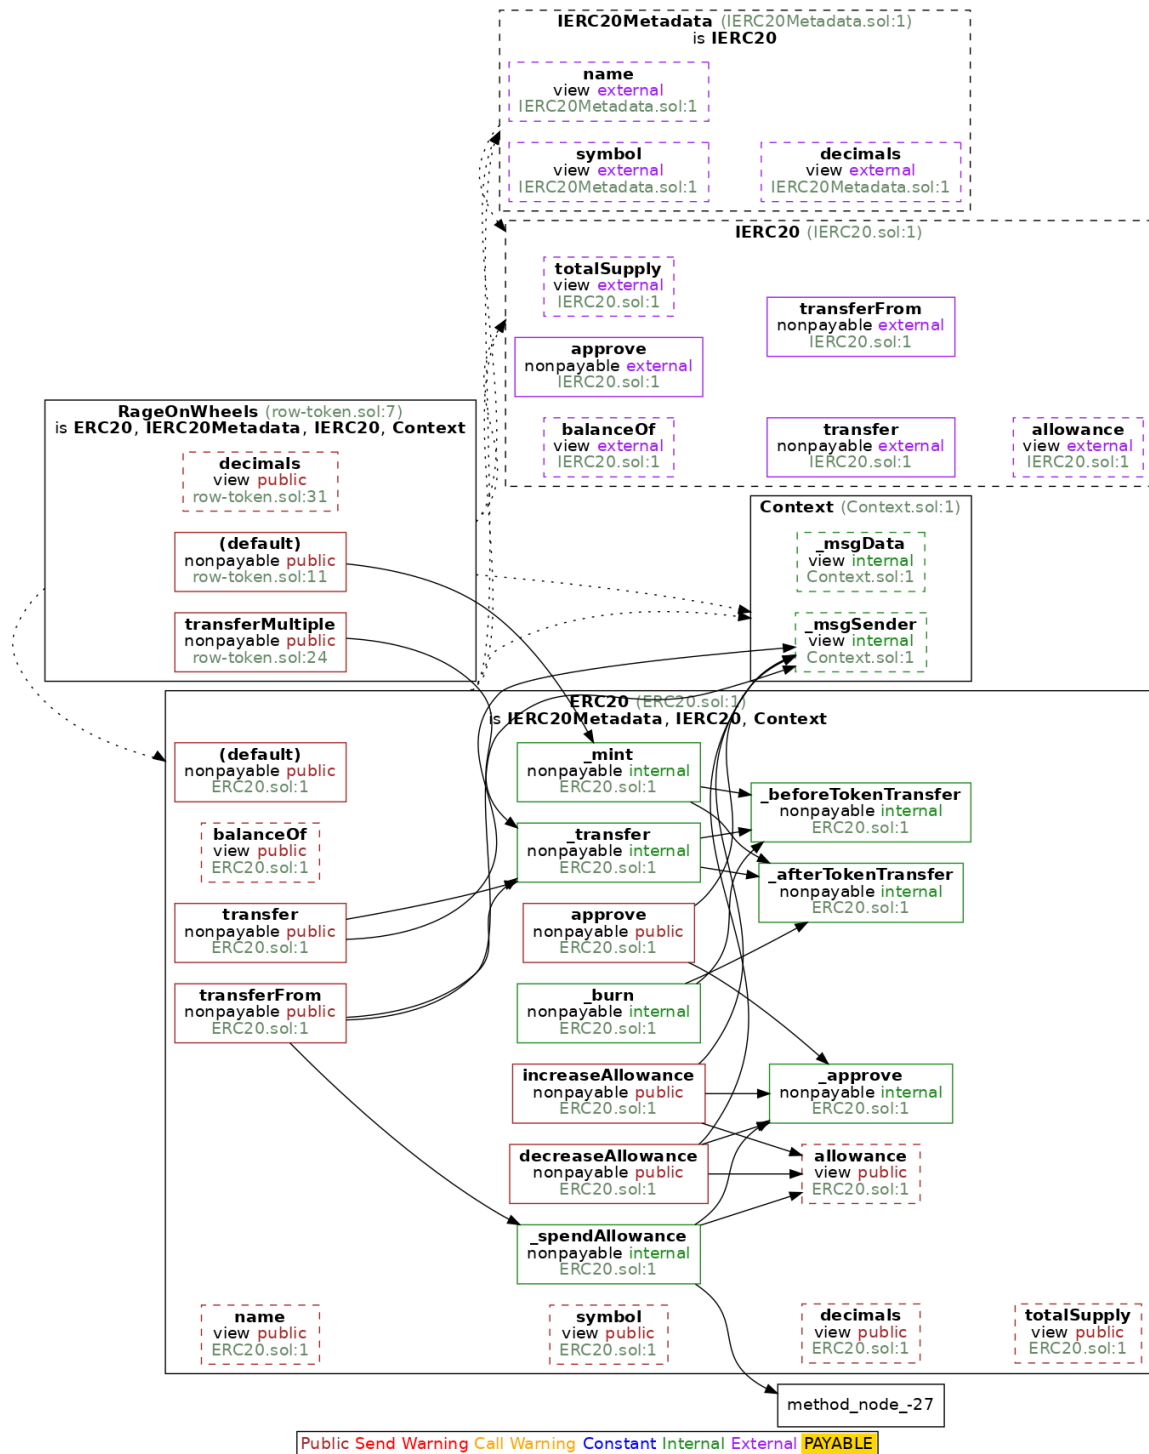 IERC20Metadata (IERC20Metadata.sol:1)
is IERC20
name
view external
IERC20Metadata.sol:1
symbol
view external
IERC20Metadata.sol:1
decimals
view external
IERC20Metadata.sol:1
IERC20 (IERC20.sol:1)
totalSupply
view external
IERC20.sol:1
transferFrom
nonpayable external
IERC20.sol:1
approve
nonpayable external
IERC20.sol:1
balanceOf
view external
IERC20.sol:1
transfer
nonpayable external
IERC20.sol:1
allowance
view external
IERC20.sol:1
RageOnWheels (row-token.sol:7)
is ERC20, IERC20Metadata, IERC20, Context
decimals
view public
row-token.sol:31
(default)
nonpayable public
row-token.sol:11
transferMultiple
nonpayable public
row-token.sol:24
Context (Context.sol:1)
_msgData
view internal
Context.sol:1
_msgSender
view internal
Context.sol:1
ERC20 (ERC20.sol:1)
is IERC20Metadata, IERC20, Context
(default)
nonpayable public
ERC20.sol:1
balanceOf
view public
ERC20.sol:1
transfer
nonpayable public
ERC20.sol:1
transferFrom
nonpayable public
ERC20.sol:1
_mint
nonpayable internal
ERC20.sol:1
_transfer
nonpayable internal
ERC20.sol:1
approve
nonpayable public
ERC20.sol:1
_burn
nonpayable internal
ERC20.sol:1
increaseAllowance
nonpayable public
ERC20.sol:1
decreaseAllowance
nonpayable public
ERC20.sol:1
_spendAllowance
nonpayable internal
ERC20.sol:1
_beforeTokenTransfer
nonpayable internal
ERC20.sol:1
_afterTokenTransfer
nonpayable internal
ERC20.sol:1
_approve
nonpayable internal
ERC20.sol:1
allowance
view public
ERC20.sol:1
name
view public
ERC20.sol:1
symbol
view public
ERC20.sol:1
decimals
view public
ERC20.sol:1
totalSupply
view public
ERC20.sol:1
method_node_-27
Public Send Warning Call Warning Constant Internal External PAYABLE